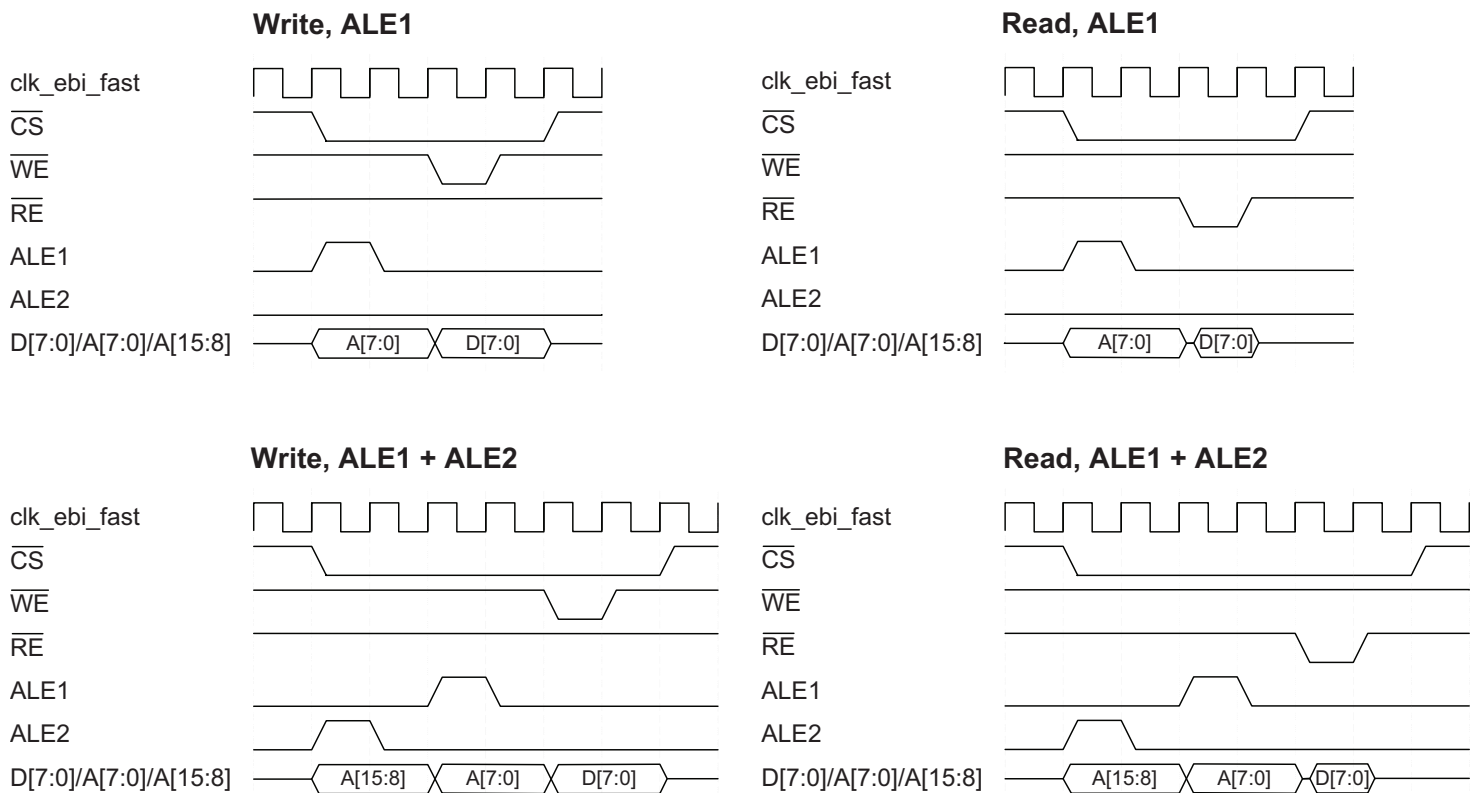 Write, ALE1
clk_ebi_fast
CS
WE
RE
ALE1
ALE2
D[7:0]/A[7:0]/A[15:8]
A[7:0]
D[7:0]
Read, ALE1
clk_ebi_fast
CS
WE
RE
ALE1
ALE2
D[7:0]/A[7:0]/A[15:8]
A[7:0]
D[7:0]
Write, ALE1 + ALE2
clk_ebi_fast
CS
WE
RE
ALE1
ALE2
D[7:0]/A[7:0]/A[15:8]
A[15:8]
A[7:0]
D[7:0]
Read, ALE1 + ALE2
clk_ebi_fast
CS
WE
RE
ALE1
ALE2
D[7:0]/A[7:0]/A[15:8]
A[15:8]
A[7:0]
D[7:0]